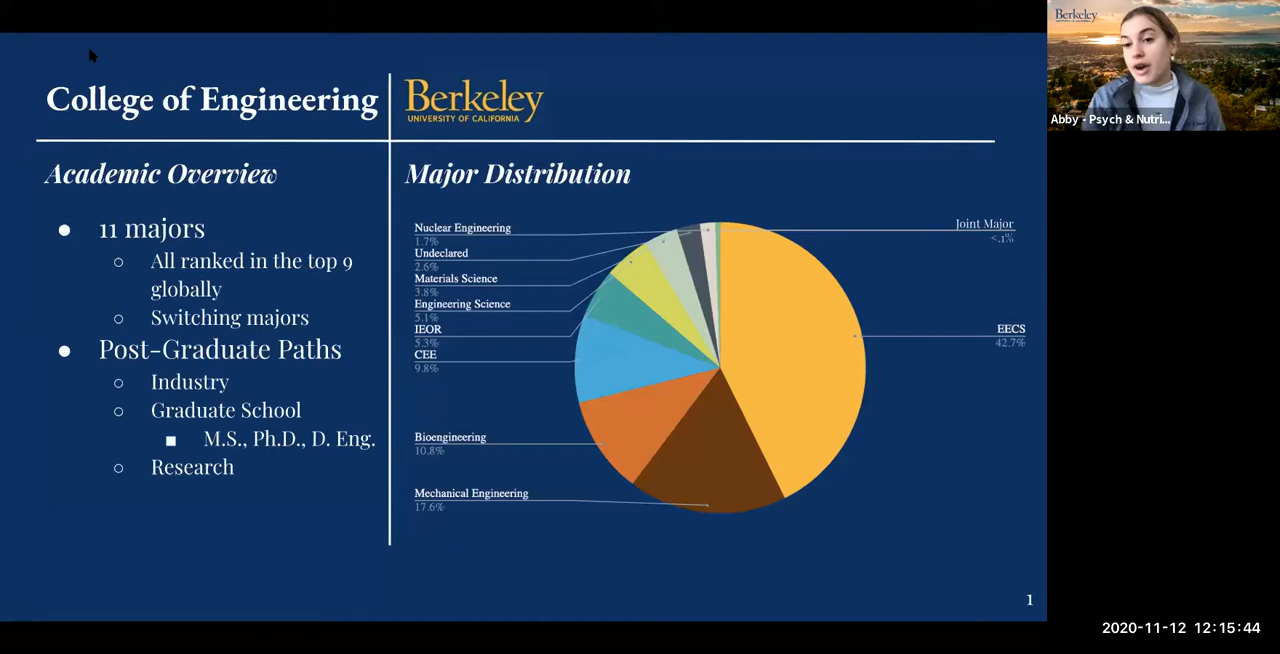 College of Engineering
Berkeley
UNIVERSITY OF CALIFORNIA
Academic Overview
● 11 majors
○ All ranked in the top 9
globally
○ Switching majors
● Post-Graduate Paths
○ Industry
○ Graduate School
■ M.S., Ph.D., D. Eng.
○ Research
Major Distribution
Nuclear Engineering
1.7%
Undeclared
2.6%
Materials Science
3.8%
Engineering Science
5.1%
IEOR
5.3%
CEE
9.8%
Bioengineering
10.8%
Mechanical Engineering
17.6%
Joint Major
<.1%
EECS
42.7%
1
Berkeley
Abby - Psych & Nutri...
2020-11-12 12:15:44